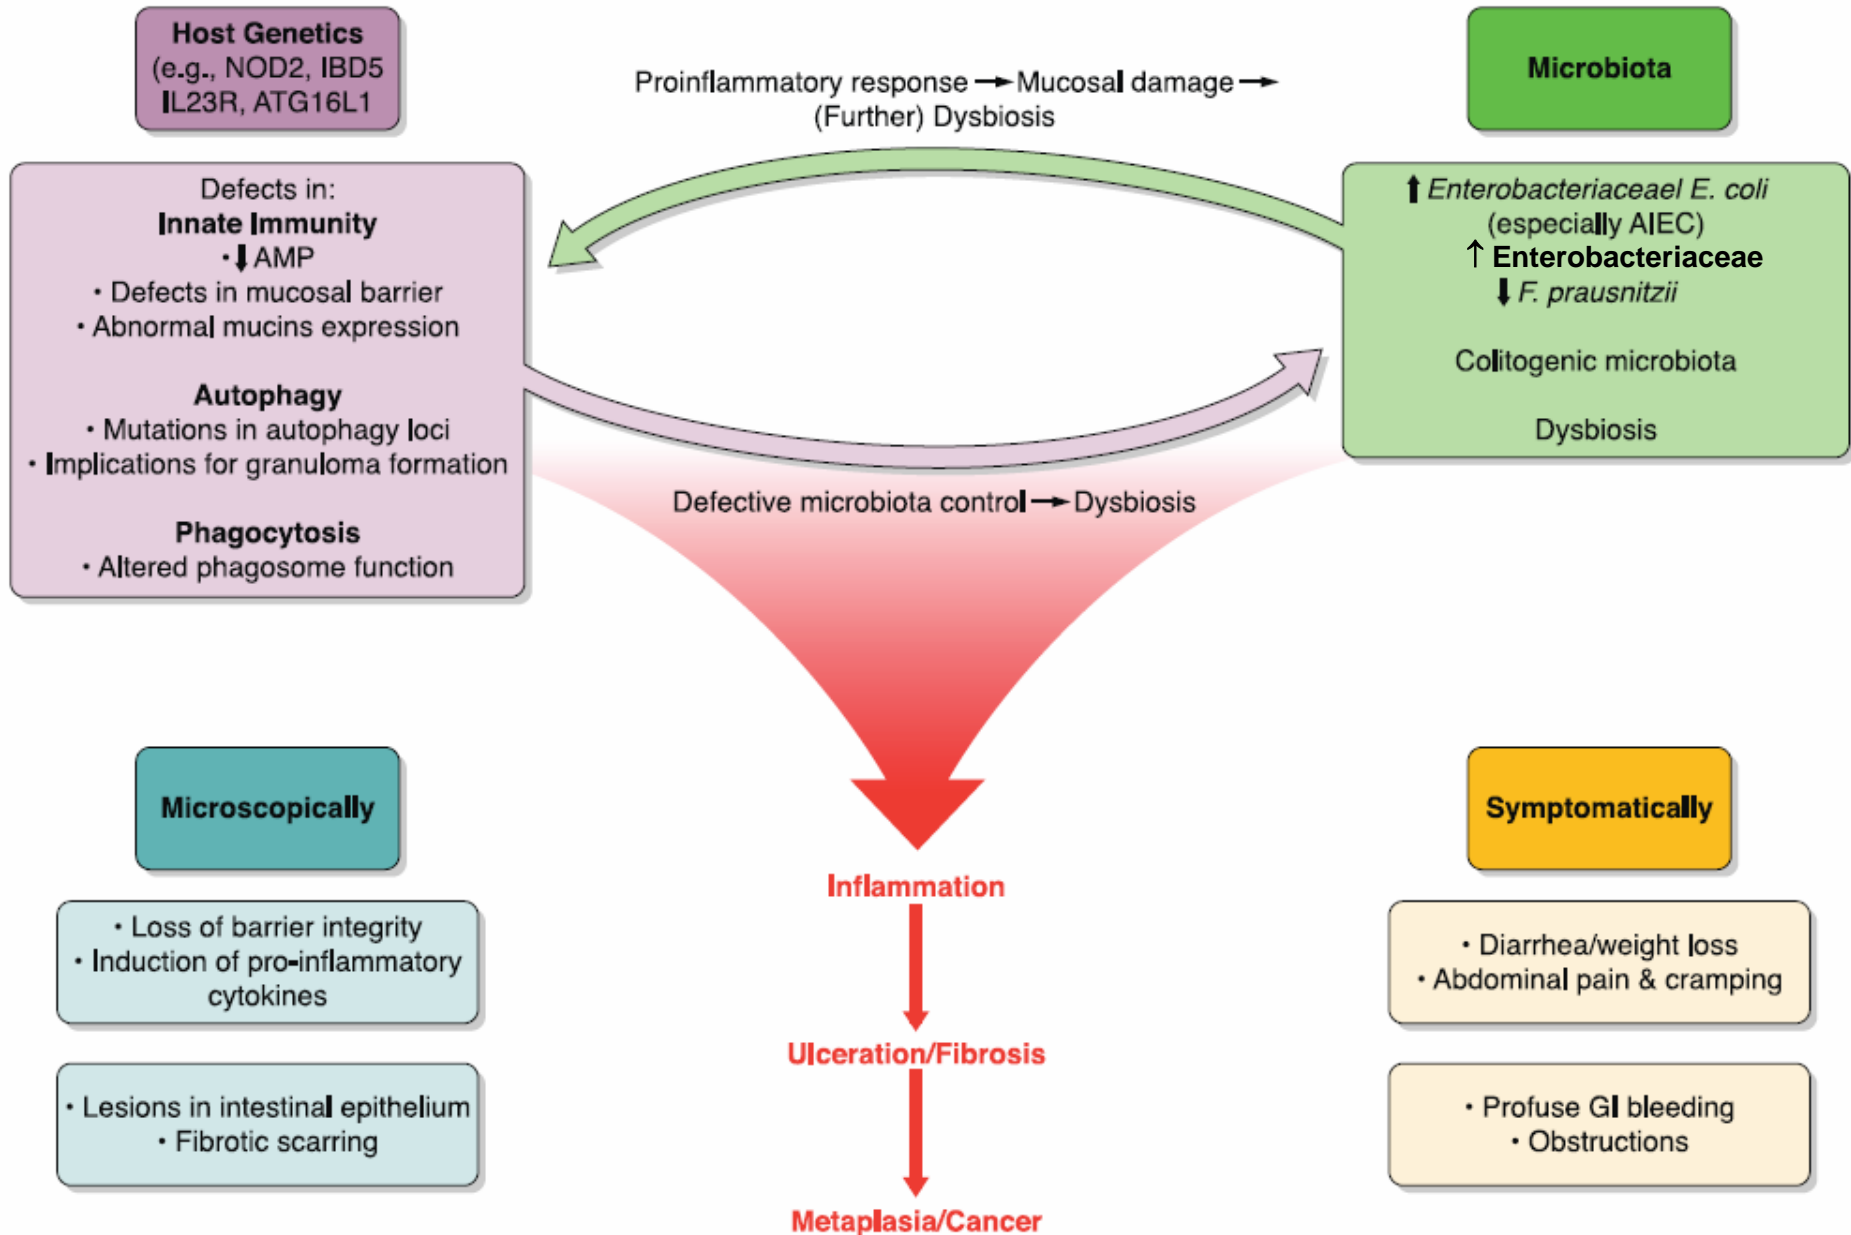 Host Genetics
(e.g., NOD2, IBD5
IL23R, ATG16L1
Proinflammatory response → Mucosal damage →
(Further) Dysbiosis
Microbiota
Defects in:
Innate Immunity
• ⬇ AMP
• Defects in mucosal barrier
• Abnormal mucins expression
Autophagy
• Mutations in autophagy loci
• Implications for granuloma formation
Phagocytosis
• Altered phagosome function
⬆ Enterobacteriaceael E. coli
(especially AIEC)
↑ Enterobacteriaceae
⬇ F. prausnitzii
Colitogenic microbiota
Dysbiosis
Defective microbiota control → Dysbiosis
Microscopically
• Loss of barrier integrity
• Induction of pro-inflammatory
cytokines
• Lesions in intestinal epithelium
• Fibrotic scarring
Inflammation
Ulceration/Fibrosis
Metaplasia/Cancer
Symptomatically
• Diarrhea/weight loss
• Abdominal pain & cramping
• Profuse GI bleeding
• Obstructions